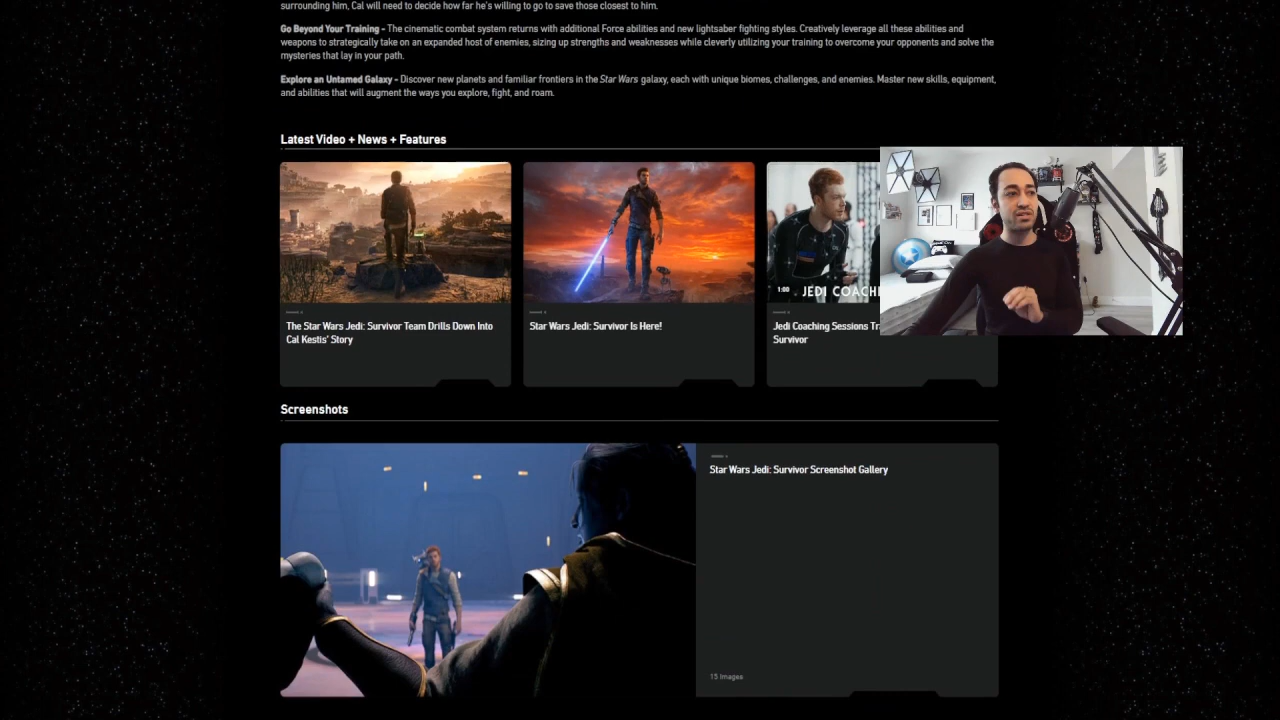 surrounding him, Cal will need to decide how far he's willing to go to save those closest to him.
Go Beyond Your Training - The cinematic combat system returns with additional Force abilities and new lightsaber fighting styles. Creatively leverage all these abilities and
weapons to strategically take on an expanded host of enemies, sizing up strengths and weaknesses while cleverly utilizing your training to overcome your opponents and solve the
mysteries that lay in your path.
Explore an Untamed Galaxy - Discover new planets and familiar frontiers in the Star Wars galaxy, each with unique biomes, challenges, and enemies. Master new skills, equipment,
and abilities that will augment the ways you explore, fight, and roam.
Latest Video + News + Features
1:00 JEDI COACHI
The Star Wars Jedi: Survivor Team Drills Down Into
Cal Kestis' Story
Star Wars Jedi: Survivor Is Here!
Jedi Coaching Sessions
Survivor
Screenshots
Star Wars Jedi: Survivor Screenshot Gallery
15 Images